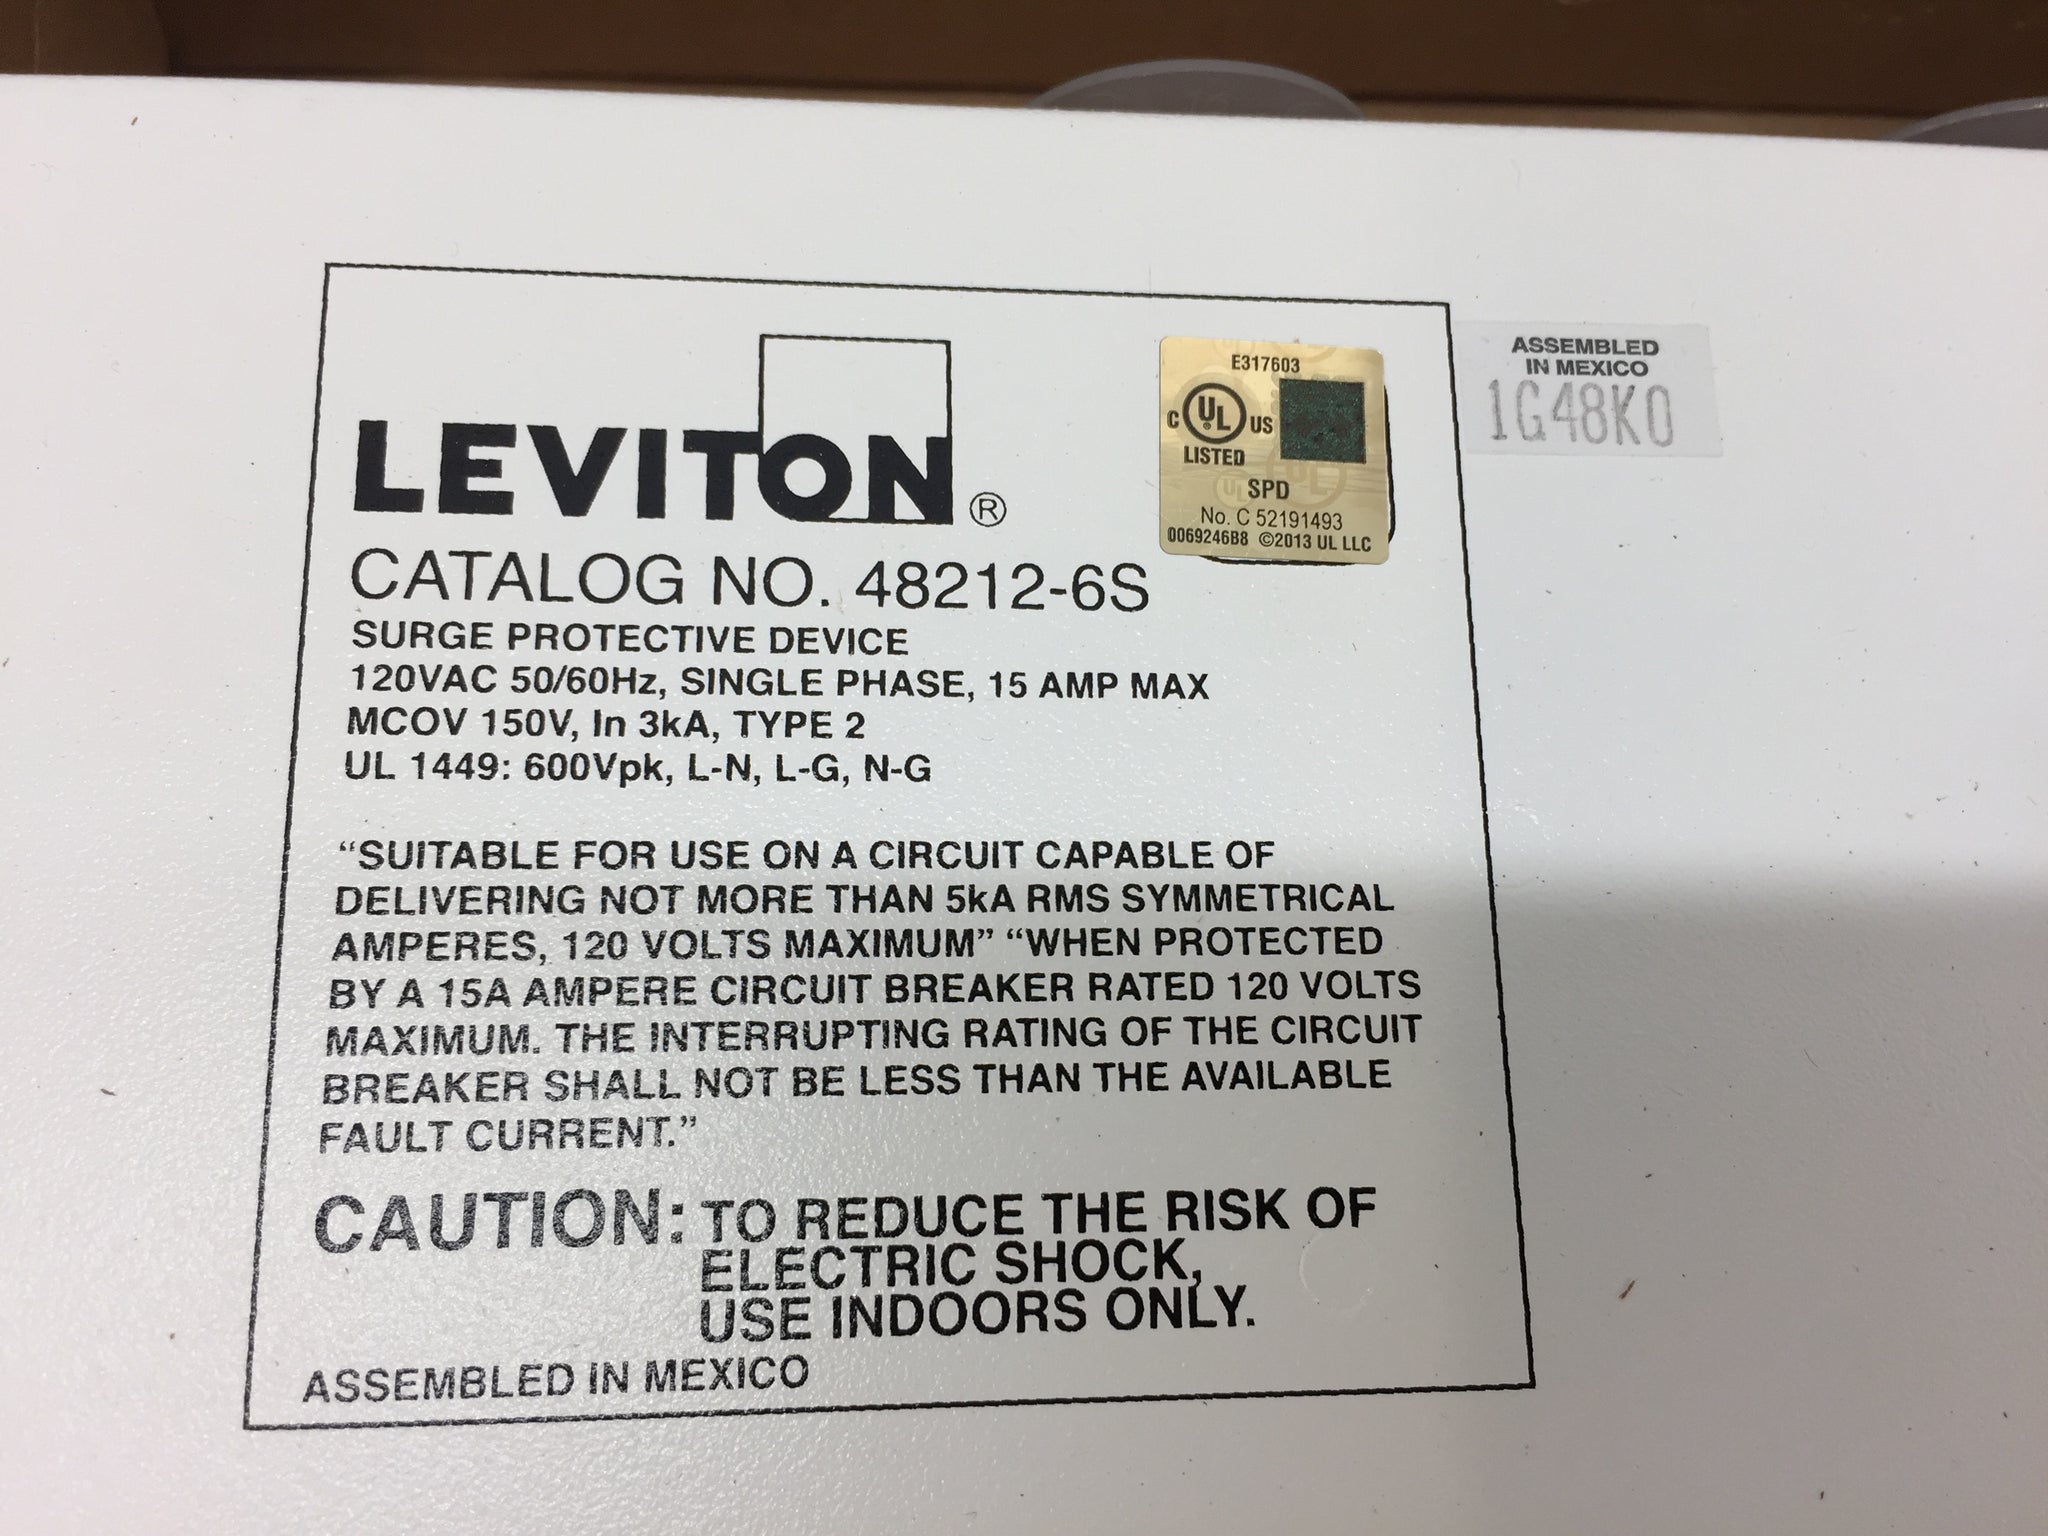 LEVITON®
E317603
C UL® US
LISTED
SPD
No. C 52191493
0069246B8 ©2013 UL LLC
ASSEMBLED
IN MEXICO
1G48K0
CATALOG NO. 48212-6S
SURGE PROTECTIVE DEVICE
120VAC 50/60Hz, SINGLE PHASE, 15 AMP MAX
MCOV 150V, In 3kA, TYPE 2
UL 1449: 600Vpk, L-N, L-G, N-G
“SUITABLE FOR USE ON A CIRCUIT CAPABLE OF
DELIVERING NOT MORE THAN 5kA RMS SYMMETRICAL
AMPERES, 120 VOLTS MAXIMUM” “WHEN PROTECTED
BY A 15A AMPERE CIRCUIT BREAKER RATED 120 VOLTS
MAXIMUM. THE INTERRUPTING RATING OF THE CIRCUIT
BREAKER SHALL NOT BE LESS THAN THE AVAILABLE
FAULT CURRENT.”
CAUTION: TO REDUCE THE RISK OF
ELECTRIC SHOCK,
USE INDOORS ONLY.
ASSEMBLED IN MEXICO